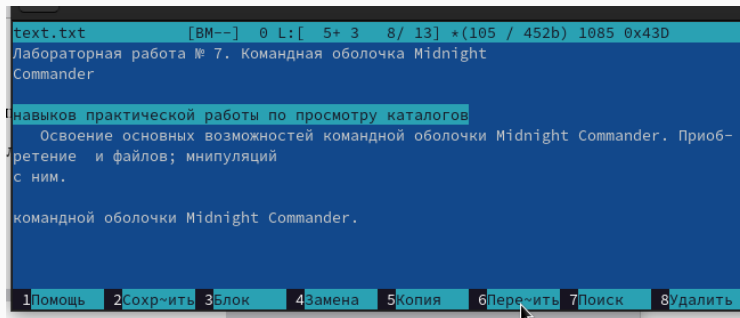 text.txt [BM--] 0 L:[ 5+ 3 8/ 13] *(105 / 452b) 1085 0x43D
Лабораторная работа № 7. Командная оболочка Midnight
Commander
навыков практической работы по просмотру каталогов
Освоение основных возможностей командной оболочки Midnight Commander. Приоб-
ретение и файлов; мнипуляций
с ним.
командной оболочки Midnight Commander.
1Помощь 2Сохр~ить 3Блок 4Замена 5Копия 6Пере~ить 7Поиск 8Удалить